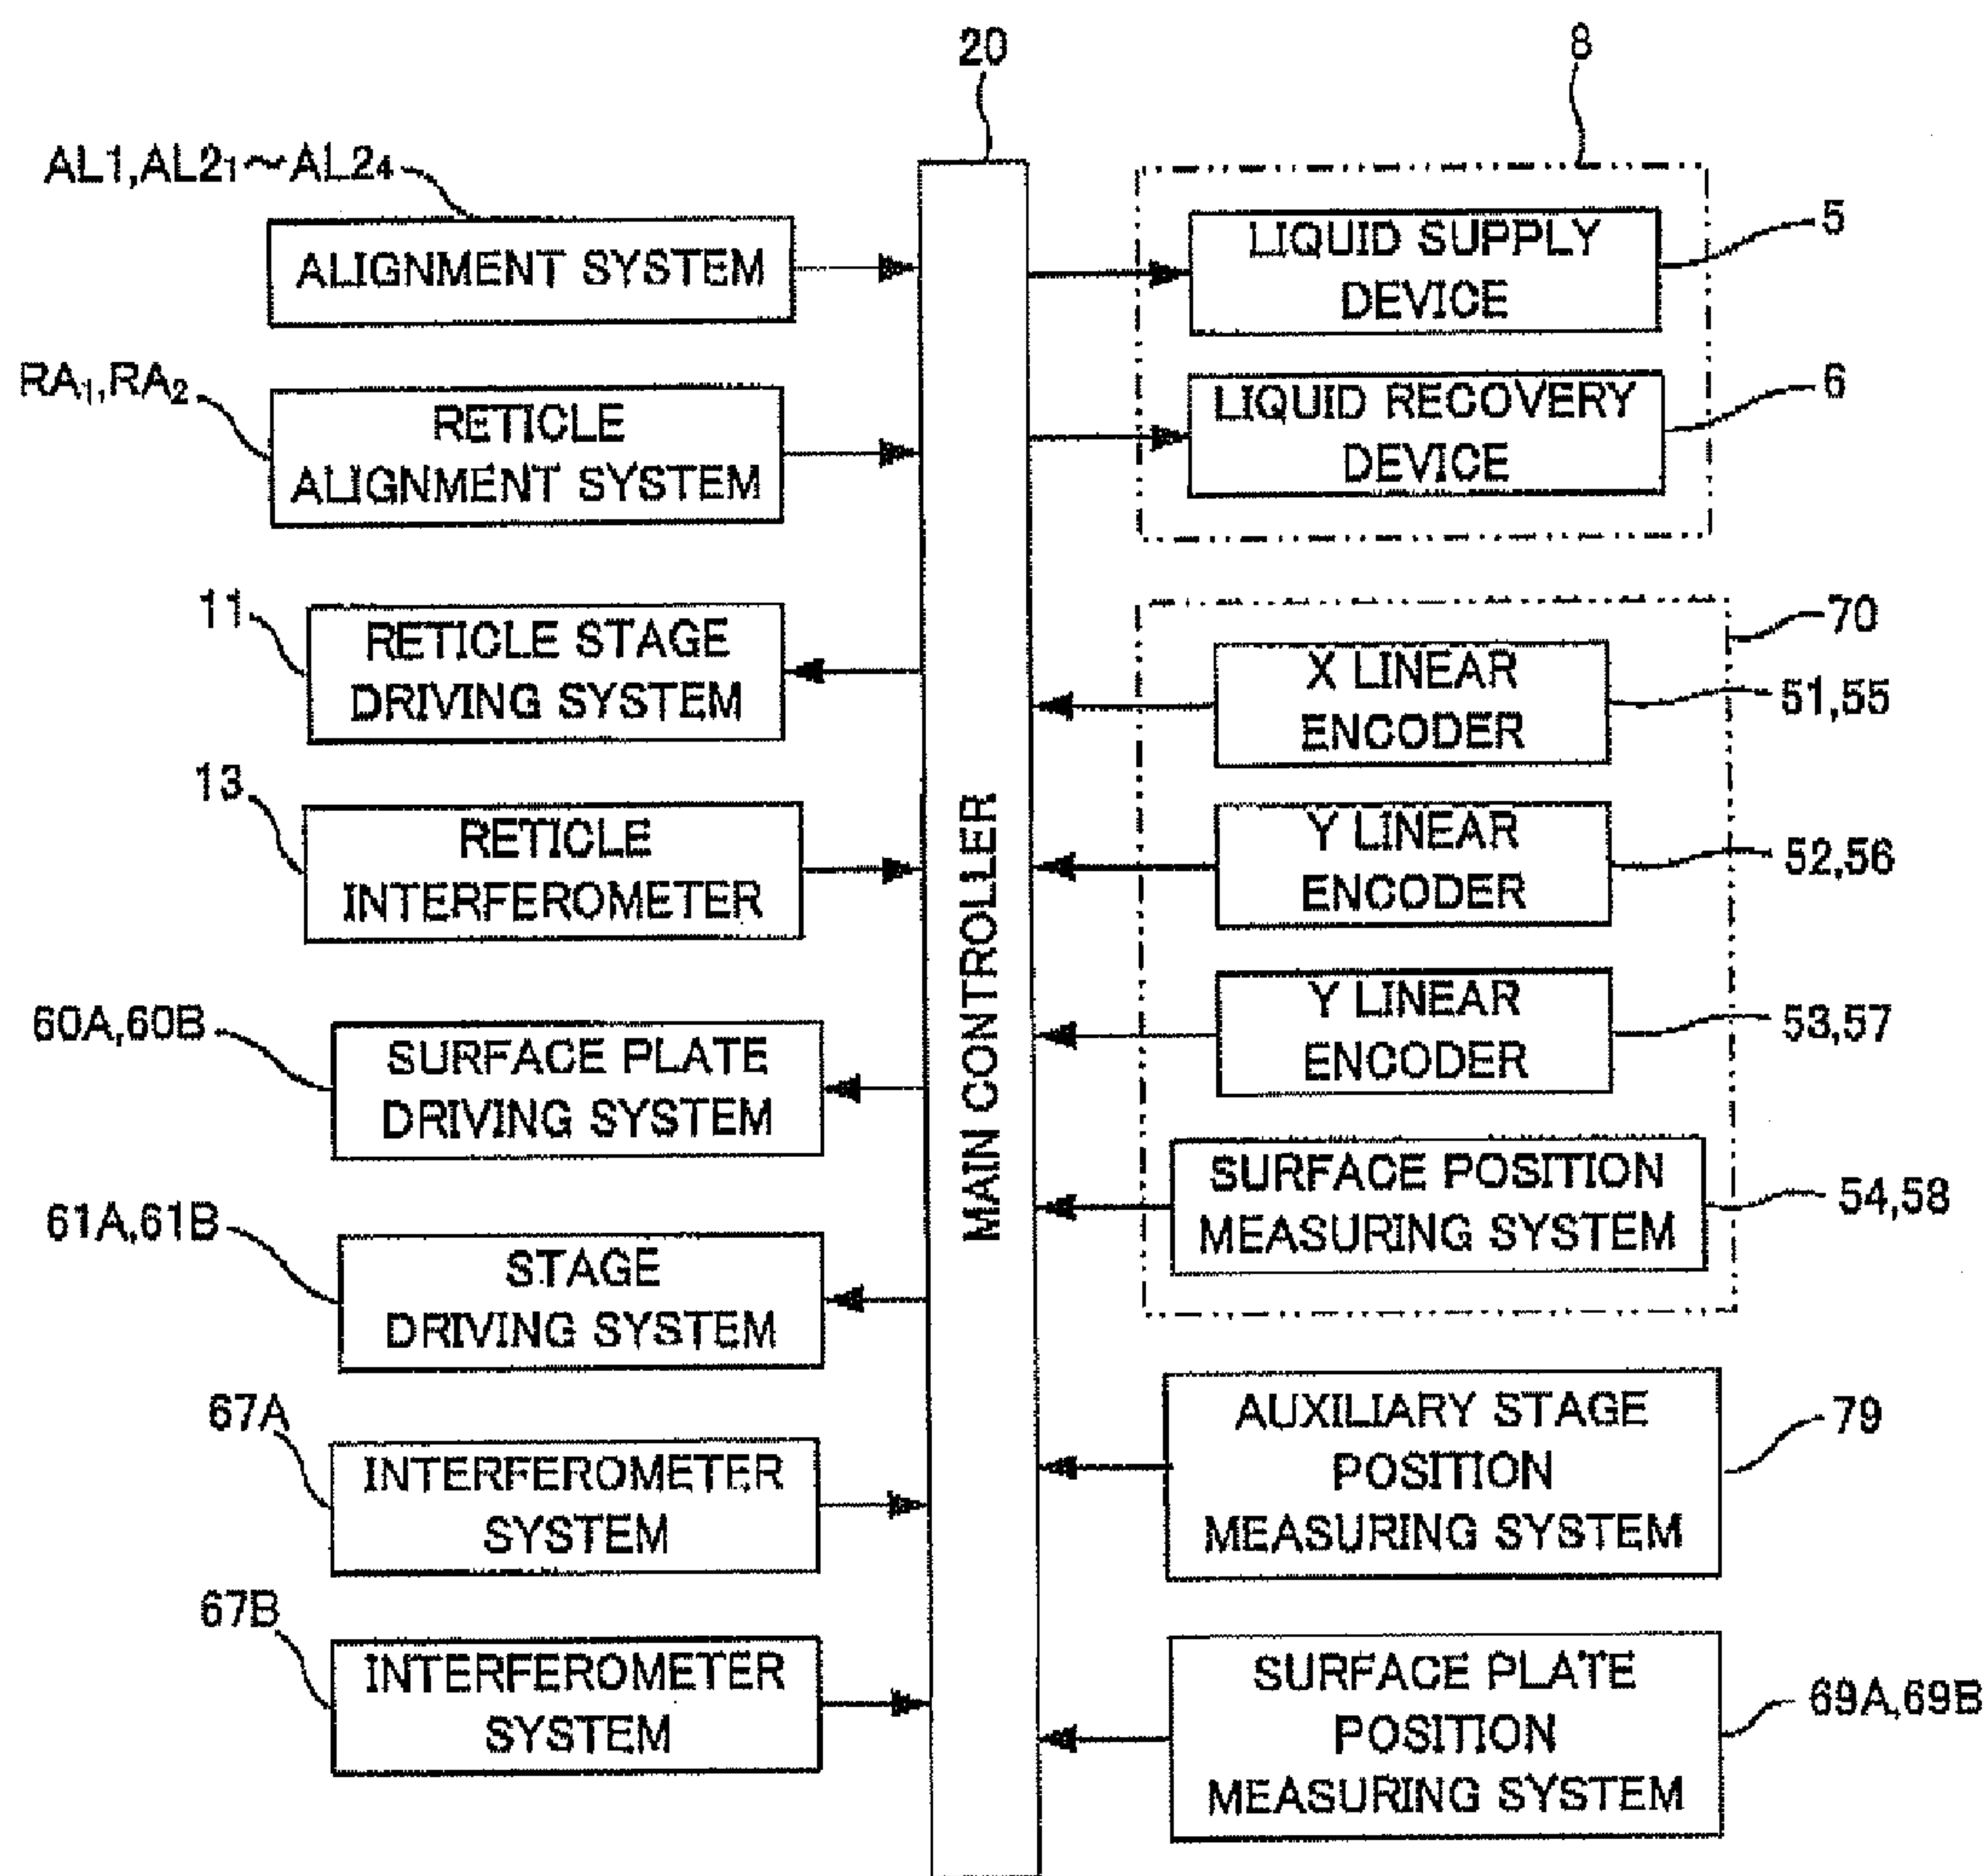 20
8
AL1,AL2₁~AL2₄
ALIGNMENT SYSTEM
LIQUID SUPPLY
DEVICE
5
RA₁,RA₂
RETICLE
ALIGNMENT SYSTEM
LIQUID RECOVERY
DEVICE
6
11
RETICLE STAGE
DRIVING SYSTEM
70
X LINEAR
ENCODER
51,55
13
RETICLE
INTERFEROMETER
MAIN CONTROLLER
Y LINEAR
ENCODER
52,56
60A,60B
SURFACE PLATE
DRIVING SYSTEM
Y LINEAR
ENCODER
53,57
61A,61B
STAGE
DRIVING SYSTEM
SURFACE POSITION
MEASURING SYSTEM
54,58
67A
INTERFEROMETER
SYSTEM
AUXILIARY STAGE
POSITION
MEASURING SYSTEM
79
67B
INTERFEROMETER
SYSTEM
SURFACE PLATE
POSITION
MEASURING SYSTEM
69A,69B